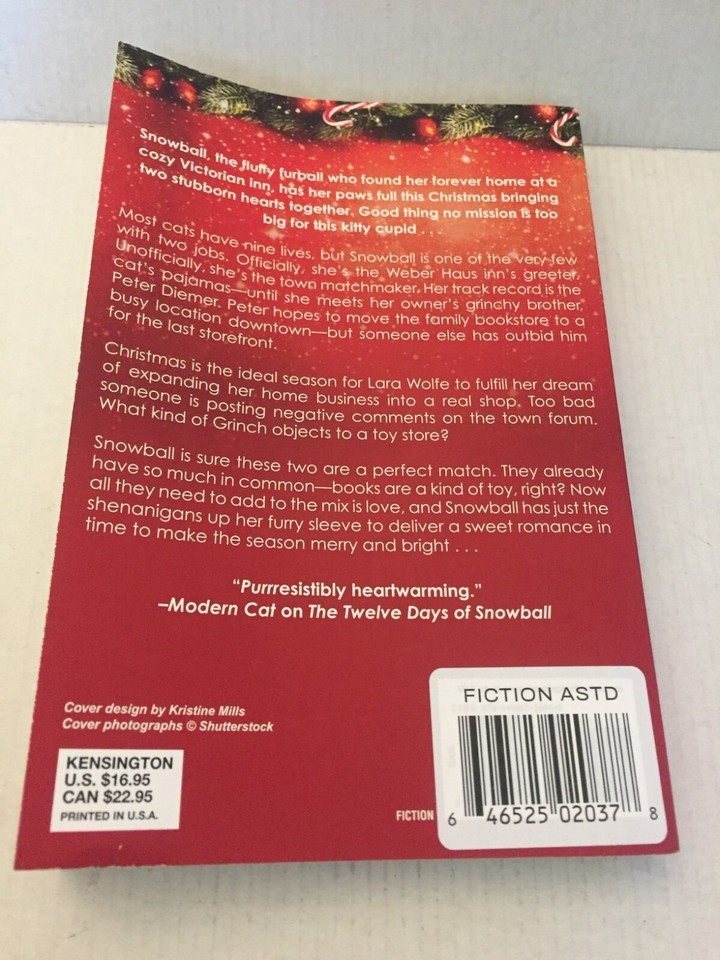 Snowball, the fluffy furball who found her forever home at a
cozy Victorian inn, has her paws full this Christmas bringing
two stubborn hearts together. Good thing no mission is too
big for this kitty cupid . . .
Most cats have nine lives, but Snowball is one of the very few
with two jobs. Officially, she's the Weber Haus inn's greeter.
Unofficially, she's the town matchmaker. Her track record is the
cat's pajamas—until she meets her owner's grinchy brother,
Peter Diemer. Peter hopes to move the family bookstore to a
busy location downtown—but someone else has outbid him
for the last storefront.
Christmas is the ideal season for Lara Wolfe to fulfill her dream
of expanding her home business into a real shop. Too bad
someone is posting negative comments on the town forum.
What kind of Grinch objects to a toy store?
Snowball is sure these two are a perfect match. They already
have so much in common—books are a kind of toy, right? Now
all they need to add to the mix is love, and Snowball has just the
shenanigans up her furry sleeve to deliver a sweet romance in
time to make the season merry and bright . . .
"Purrresistibly heartwarming."
–Modern Cat on The Twelve Days of Snowball
Cover design by Kristine Mills
Cover photographs © Shutterstock
KENSINGTON
U.S. $16.95
CAN $22.95
PRINTED IN U.S.A.
FICTION
FICTION ASTD
6 46525 02037 8